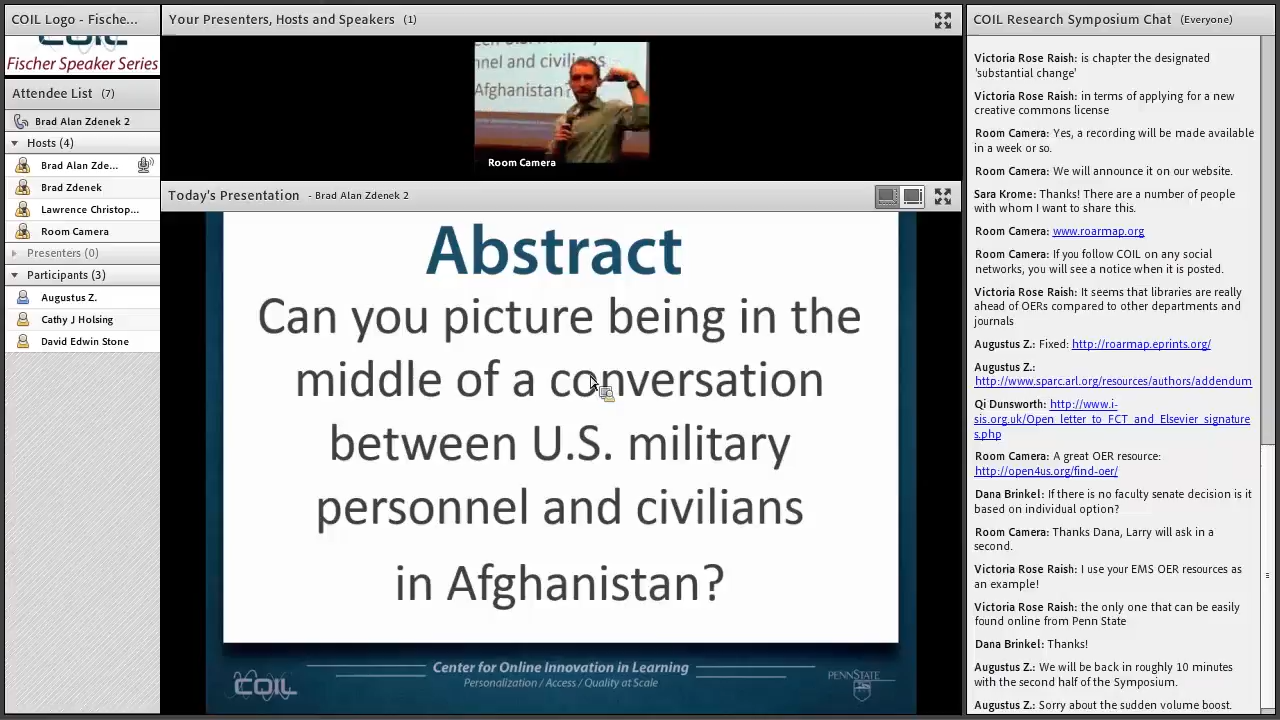 COIL Logo - Fische...
COIL
Fischer Speaker Series
Attendee List (7)
Brad Alan Zdenek 2
Hosts (4)
Brad Alan Zde...
Brad Zdenek
Lawrence Christop...
Room Camera
Presenters (0)
Participants (3)
Augustus Z.
Cathy J Holsing
David Edwin Stone
Your Presenters, Hosts and Speakers (1)
nnel and civilians
Afghanistan?
Room Camera
Today's Presentation - Brad Alan Zdenek 2
Abstract
Can you picture being in the
middle of a conversation
between U.S. military
personnel and civilians
in Afghanistan?
COIL
Center for Online Innovation in Learning
Personalization / Access / Quality at Scale
PENNSTATE
COIL Research Symposium Chat (Everyone)
Victoria Rose Raish: is chapter the designated
'substantial change'
Victoria Rose Raish: in terms of applying for a new
creative commons license
Room Camera: Yes, a recording will be made available
in a week or so.
Room Camera: We will announce it on our website.
Sara Krome: Thanks! There are a number of people
with whom I want to share this.
Room Camera: www.roarmap.org
Room Camera: If you follow COIL on any social
networks, you will see a notice when it is posted.
Victoria Rose Raish: It seems that libraries are really
ahead of OERs compared to other departments and
journals
Augustus Z.: Fixed: http://roarmap.eprints.org/
Augustus Z.:
http://www.sparc.arl.org/resources/authors/addendum
Qi Dunsworth: http://www.i-
sis.org.uk/Open_letter_to_FCT_and_Elsevier_signature
s.php
Room Camera: A great OER resource:
http://open4us.org/find-oer/
Dana Brinkel: If there is no faculty senate decision is it
based on individual option?
Room Camera: Thanks Dana, Larry will ask in a
second.
Victoria Rose Raish: I use your EMS OER resources as
an example!
Victoria Rose Raish: the only one that can be easily
found online from Penn State
Dana Brinkel: Thanks!
Augustus Z.: We will be back in roughly 10 minutes
with the second half of the Symposium.
Augustus Z.: Sorry about the sudden volume boost.